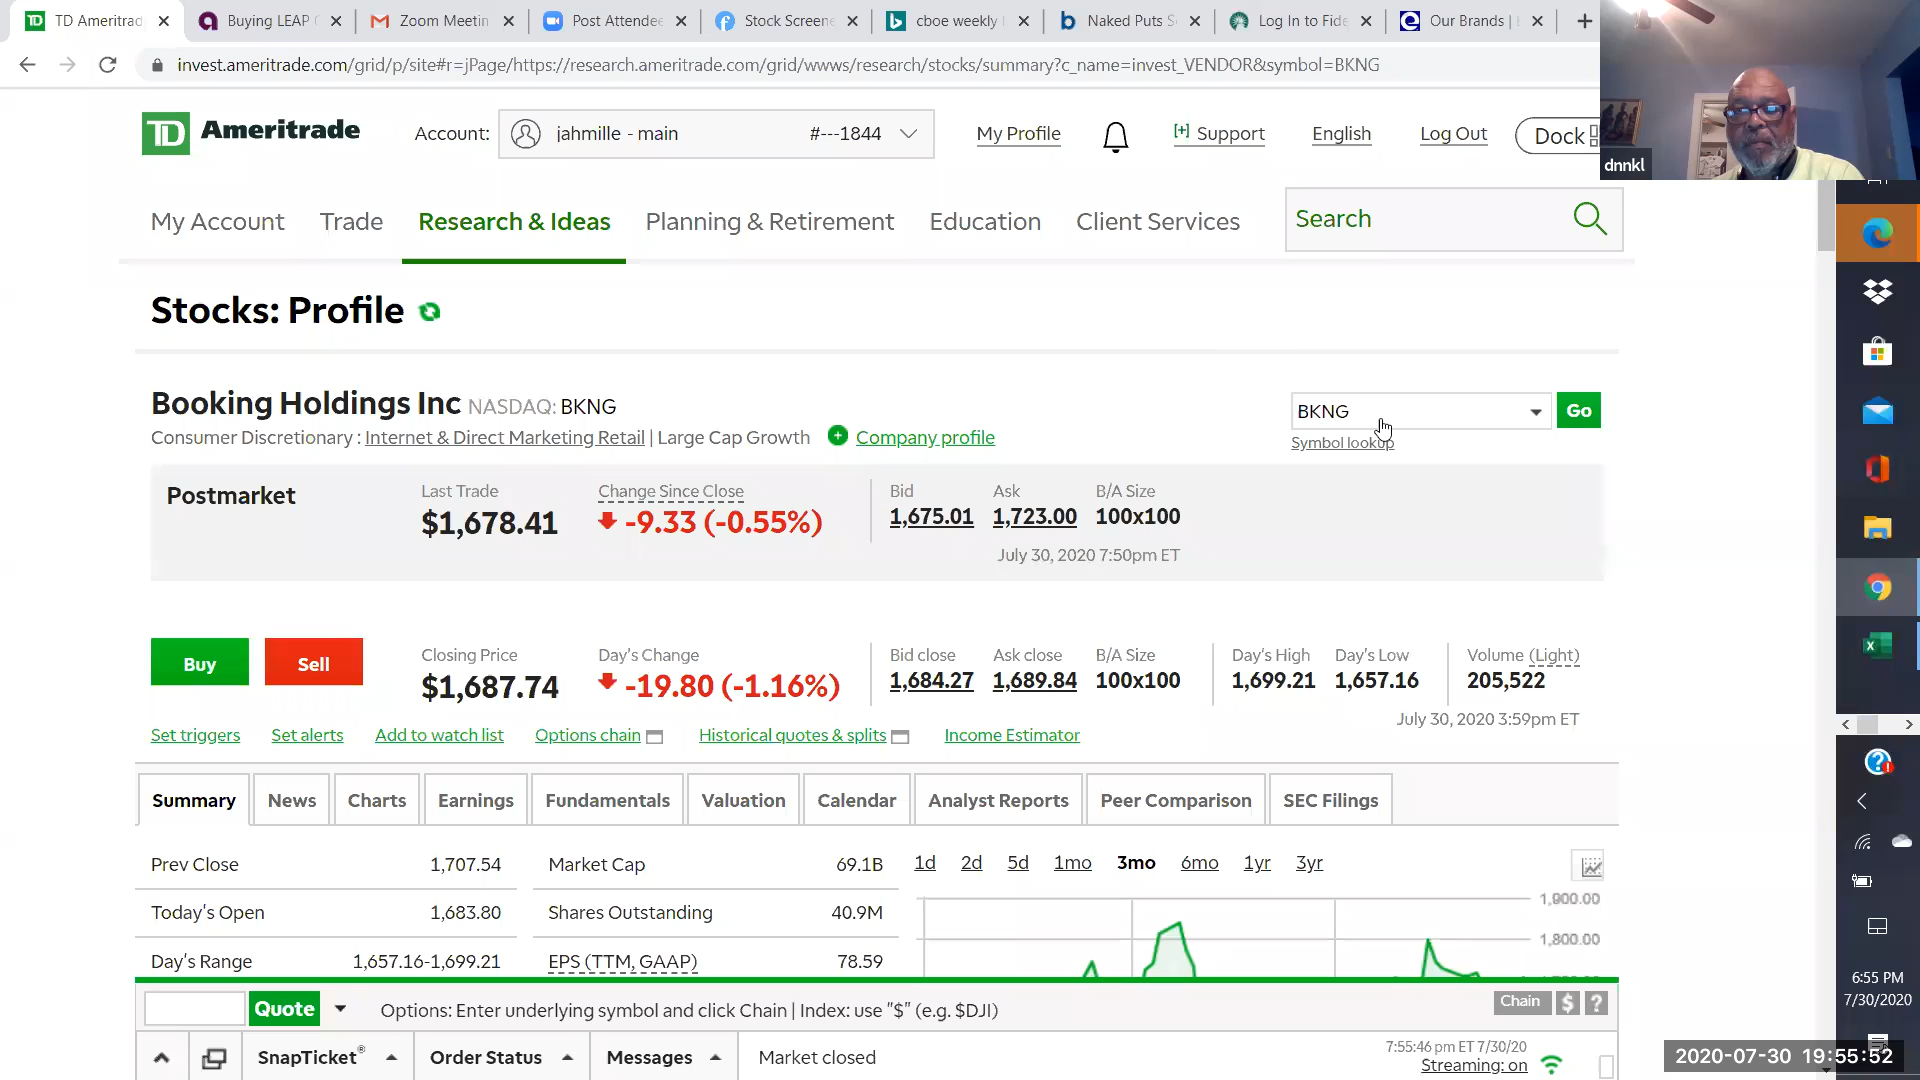 TD Ameritrad
Buying LEAP
Zoom Meetin
Post Attende
Stock Screene
cboe weekly
Naked Puts S
Log In to Fide
Our Brands |
invest.ameritrade.com/grid/p/site#r=jPage/https://research.ameritrade.com/grid/wwws/research/stocks/summary?c_name=invest_VENDOR&symbol=BKNG
dnnkl
TD Ameritrade
Account: jahmille - main #---1844
My Profile
[+] Support
English
Log Out
Dock
My Account
Trade
Research & Ideas
Planning & Retirement
Education
Client Services
Search
Stocks: Profile
Booking Holdings Inc NASDAQ: BKNG
BKNG
Go
Consumer Discretionary : Internet & Direct Marketing Retail | Large Cap Growth
Company profile
Symbol lookup
Postmarket
Last Trade
$1,678.41
Change Since Close
-9.33 (-0.55%)
Bid
1,675.01
Ask
1,723.00
B/A Size
100x100
July 30, 2020 7:50pm ET
Buy
Sell
Closing Price
$1,687.74
Day's Change
-19.80 (-1.16%)
Bid close
1,684.27
Ask close
1,689.84
B/A Size
100x100
Day's High
1,699.21
Day's Low
1,657.16
Volume (Light)
205,522
July 30, 2020 3:59pm ET
Set triggers
Set alerts
Add to watch list
Options chain
Historical quotes & splits
Income Estimator
Summary
News
Charts
Earnings
Fundamentals
Valuation
Calendar
Analyst Reports
Peer Comparison
SEC Filings
Prev Close 1,707.54
Today's Open 1,683.80
Day's Range 1,657.16-1,699.21
Market Cap 69.1B
Shares Outstanding 40.9M
EPS (TTM, GAAP) 78.59
1d 2d 5d 1mo 3mo 6mo 1yr 3yr
1,900.00
1,800.00
Quote
Options: Enter underlying symbol and click Chain | Index: use "$" (e.g. $DJI)
Chain $ ?
SnapTicket®
Order Status
Messages
Market closed
7:55:46 pm ET 7/30/20
Streaming: on
6:55 PM
7/30/2020
2020-07-30 19:55:52